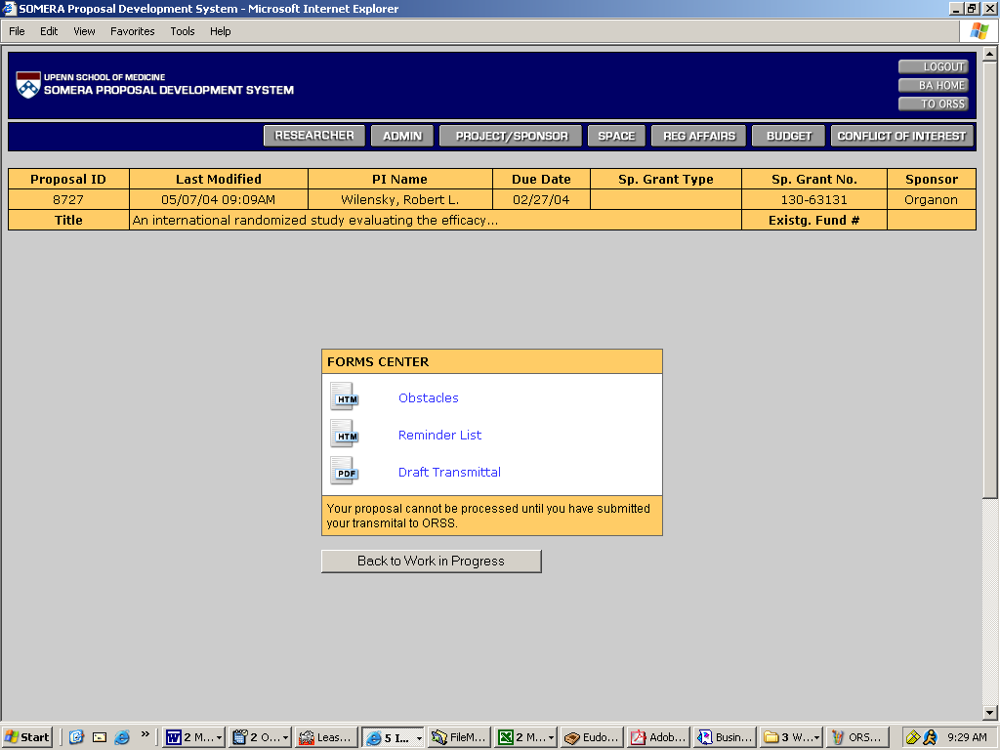 SOMERA Proposal Development System - Microsoft Internet Explorer
File Edit View Favorites Tools Help
UPENN SCHOOL OF MEDICINE
SOMERA PROPOSAL DEVELOPMENT SYSTEM
LOGOUT
BA HOME
TO ORSS
RESEARCHER ADMIN PROJECT/SPONSOR SPACE REG AFFAIRS BUDGET CONFLICT OF INTEREST
Proposal ID Last Modified PI Name Due Date Sp. Grant Type Sp. Grant No. Sponsor
8727 05/07/04 09:09AM Wilensky, Robert L. 02/27/04 130-63131 Organon
Title An international randomized study evaluating the efficacy... Existg. Fund #
FORMS CENTER
HTM Obstacles
HTM Reminder List
PDF Draft Transmittal
Your proposal cannot be processed until you have submitted
your transmital to ORSS.
Back to Work in Progress
Start » 2 M... 2 O... Leas... 5 I... FileM... 2 M... Eudo... Adob... Busin... 3 W... ORS... 9:29 AM